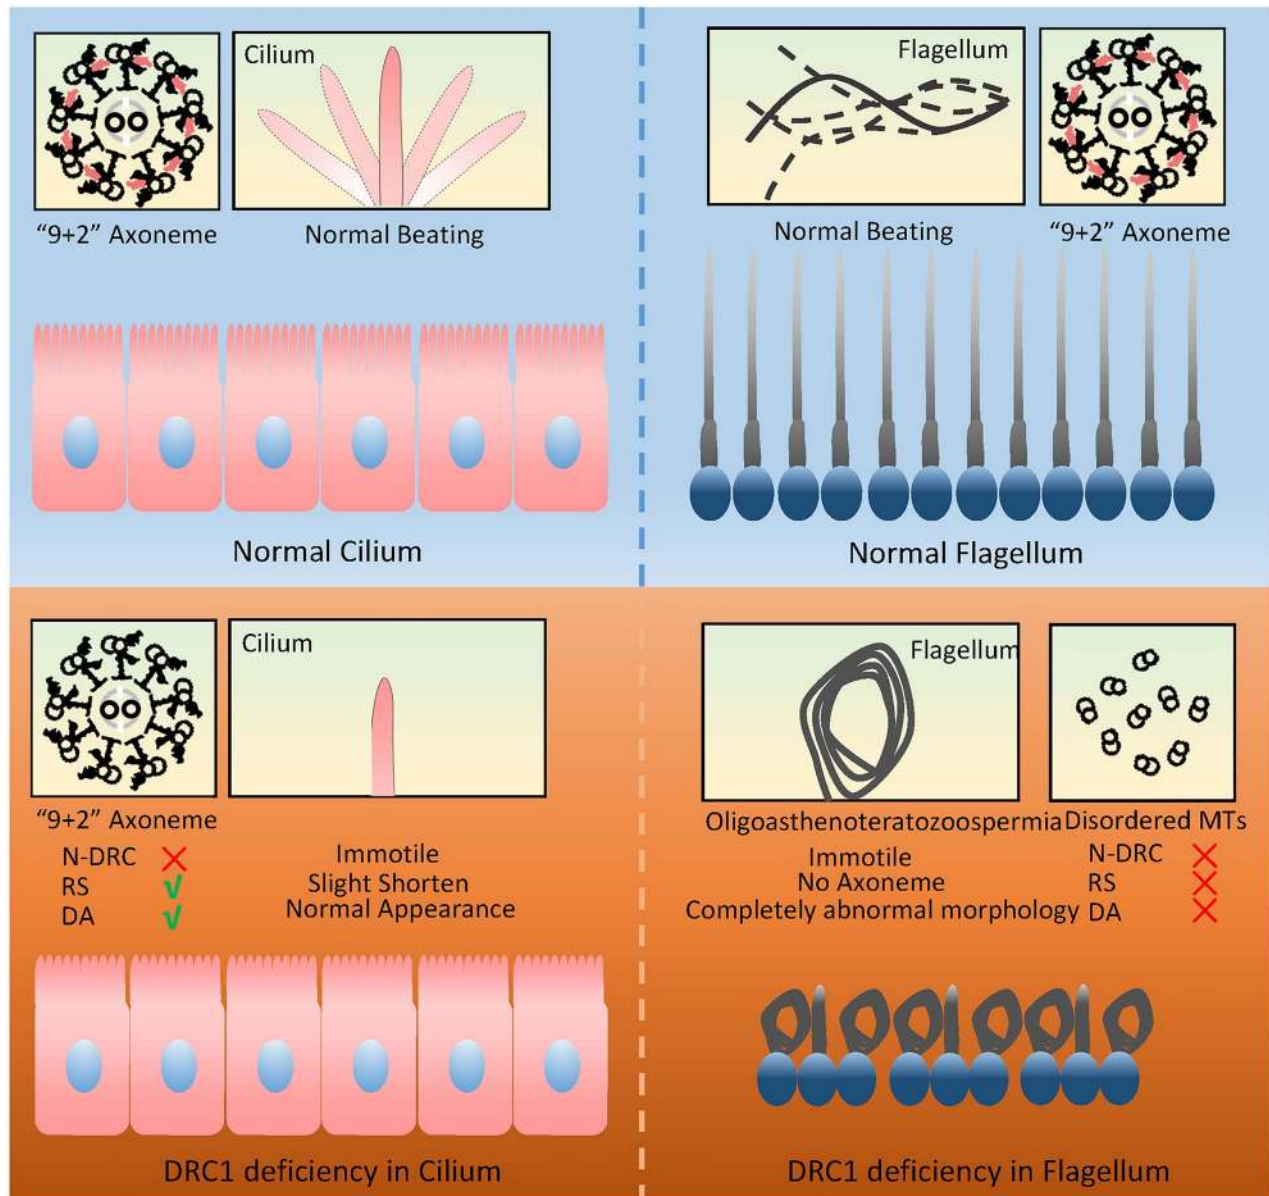 Cilium
"9+2" Axoneme
Normal Beating
Normal Cilium
Flagellum
Normal Beating
"9+2" Axoneme
Normal Flagellum
Cilium
"9+2" Axoneme
N-DRC ✗
RS √
DA √
Immotile
Slight Shorten
Normal Appearance
DRC1 deficiency in Cilium
Flagellum
Oligoasthenoteratozoospermia
Immotile
No Axoneme
Completely abnormal morphology
Disordered MTs
N-DRC ✗
RS ✗
DA ✗
DRC1 deficiency in Flagellum